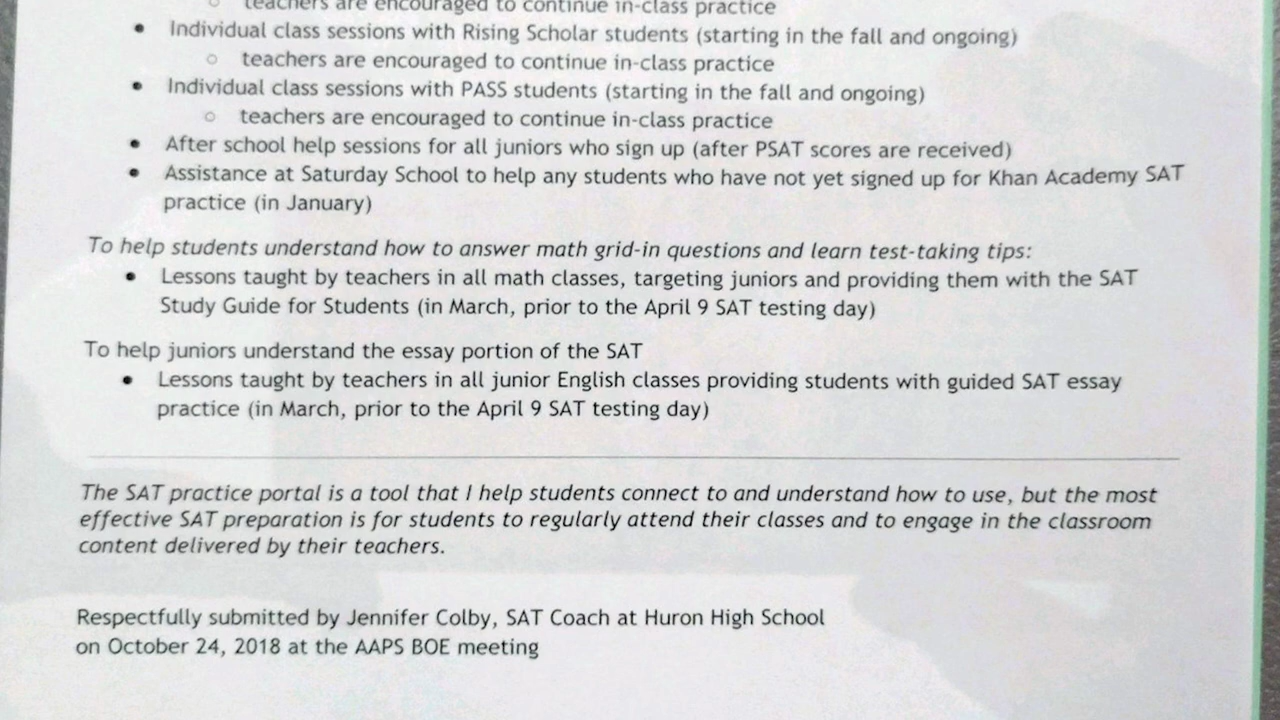 ○ teachers are encouraged to continue in-class practice
● Individual class sessions with Rising Scholar students (starting in the fall and ongoing)
○ teachers are encouraged to continue in-class practice
● Individual class sessions with PASS students (starting in the fall and ongoing)
○ teachers are encouraged to continue in-class practice
● After school help sessions for all juniors who sign up (after PSAT scores are received)
● Assistance at Saturday School to help any students who have not yet signed up for Khan Academy SAT
practice (in January)
To help students understand how to answer math grid-in questions and learn test-taking tips:
● Lessons taught by teachers in all math classes, targeting juniors and providing them with the SAT
Study Guide for Students (in March, prior to the April 9 SAT testing day)
To help juniors understand the essay portion of the SAT
● Lessons taught by teachers in all junior English classes providing students with guided SAT essay
practice (in March, prior to the April 9 SAT testing day)
The SAT practice portal is a tool that I help students connect to and understand how to use, but the most
effective SAT preparation is for students to regularly attend their classes and to engage in the classroom
content delivered by their teachers.
Respectfully submitted by Jennifer Colby, SAT Coach at Huron High School
on October 24, 2018 at the AAPS BOE meeting